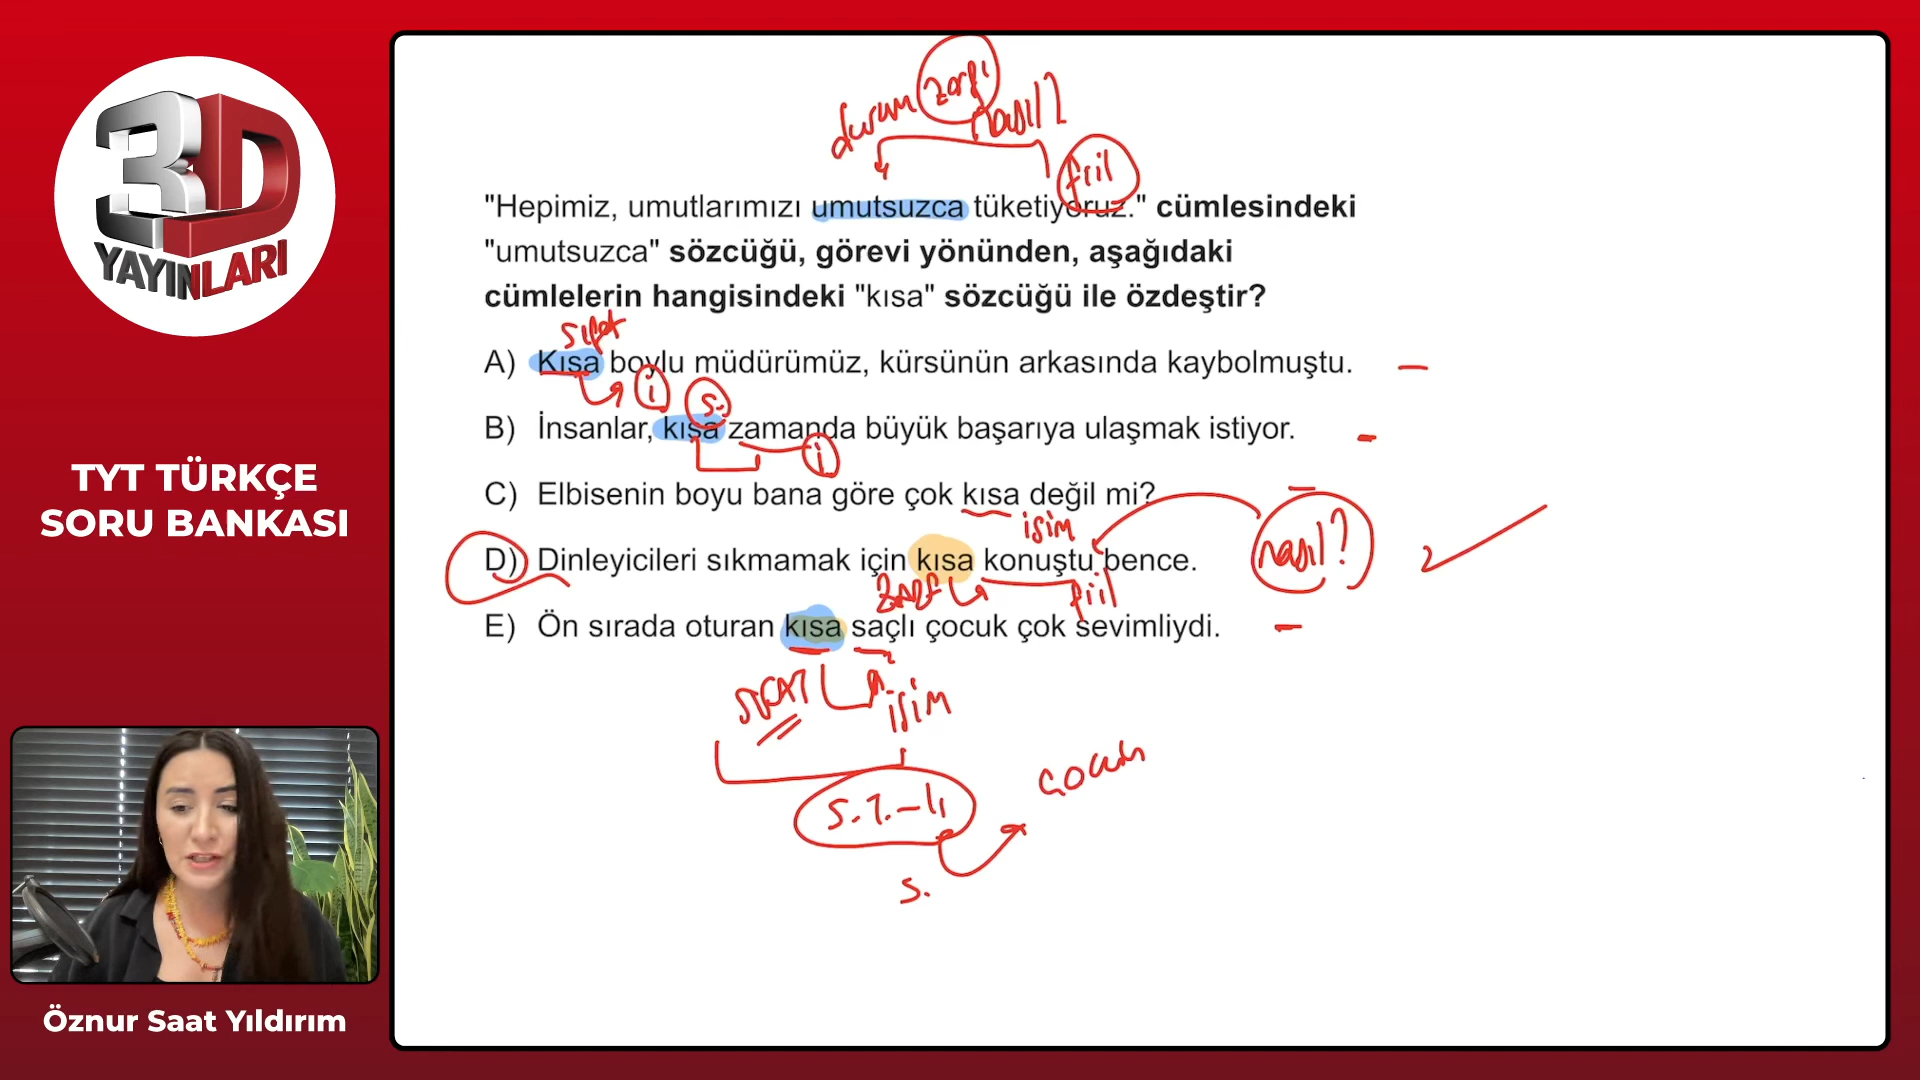 3D
YAYINLARI
TYT TÜRKÇE
SORU BANKASI
Öznur Saat Yıldırım
durum zarfı
nasıl?
fiil
"Hepimiz, umutlarımızı umutsuzca tüketiyoruz." cümlesindeki
"umutsuzca" sözcüğü, görevi yönünden, aşağıdaki
cümlelerin hangisindeki "kısa" sözcüğü ile özdeştir?
sıfat
A) Kısa boylu müdürümüz, kürsünün arkasında kaybolmuştu.
i
s.
B) İnsanlar, kısa zamanda büyük başarıya ulaşmak istiyor.
i
C) Elbisenin boyu bana göre çok kısa değil mi?
isim
nasıl?
D) Dinleyicileri sıkmamak için kısa konuştu bence.
zarf
fiil
E) Ön sırada oturan kısa saçlı çocuk çok sevimliydi.
SIFAT
isim
çocuk
s.t.-lı
s.